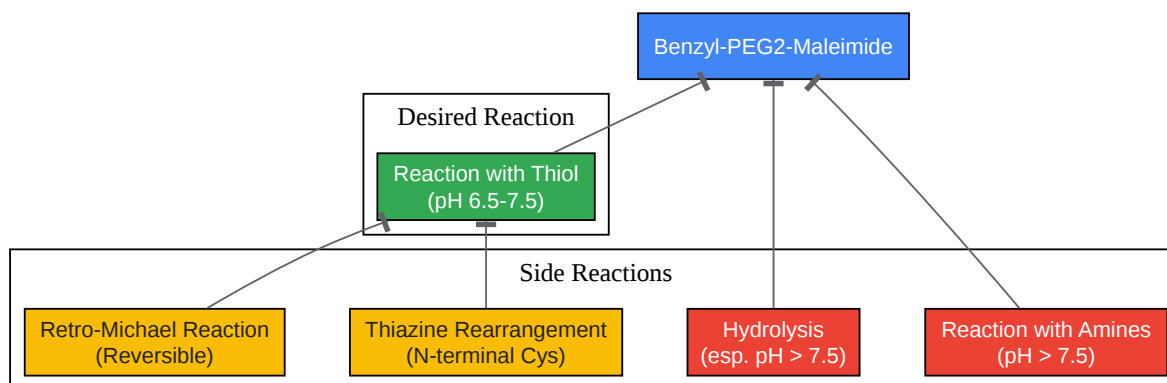 Benzyl-PEG2-Maleimide
Desired Reaction
Reaction with Thiol
(pH 6.5-7.5)
Side Reactions
Retro-Michael Reaction
(Reversible)
Thiazine Rearrangement
(N-terminal Cys)
Hydrolysis
(esp. pH > 7.5)
Reaction with Amines
(pH > 7.5)